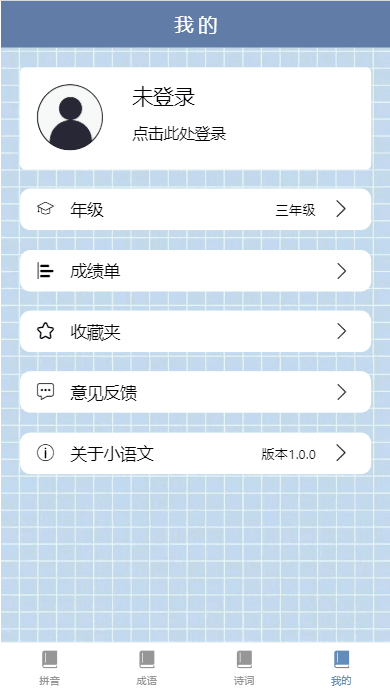 我的
未登录
点击此处登录
年级 三年级
成绩单
收藏夹
意见反馈
关于小语文 版本1.0.0
拼音 成语 诗词 我的